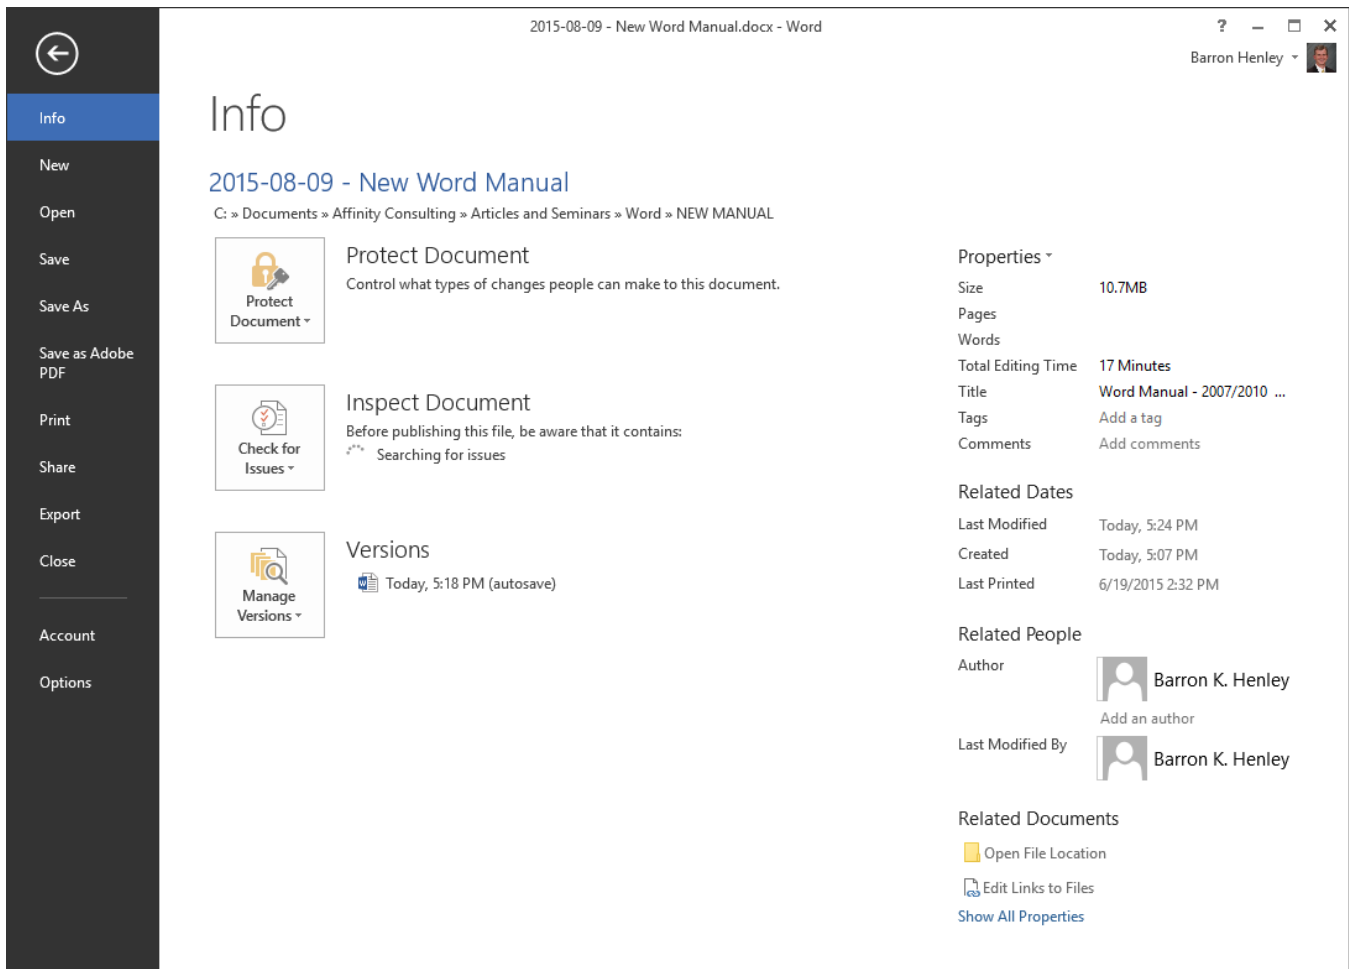 2015-08-09 - New Word Manual.docx - Word
?
Barron Henley
Info
New
Open
Save
Save As
Save as Adobe
PDF
Print
Share
Export
Close
Account
Options
Info
2015-08-09 - New Word Manual
C: » Documents » Affinity Consulting » Articles and Seminars » Word » NEW MANUAL
Protect
Document
Protect Document
Control what types of changes people can make to this document.
Check for
Issues
Inspect Document
Before publishing this file, be aware that it contains:
Searching for issues
Manage
Versions
Versions
Today, 5:18 PM (autosave)
Properties
Size 10.7MB
Pages
Words
Total Editing Time 17 Minutes
Title Word Manual - 2007/2010 ...
Tags Add a tag
Comments Add comments
Related Dates
Last Modified Today, 5:24 PM
Created Today, 5:07 PM
Last Printed 6/19/2015 2:32 PM
Related People
Author Barron K. Henley
Add an author
Last Modified By Barron K. Henley
Related Documents
Open File Location
Edit Links to Files
Show All Properties